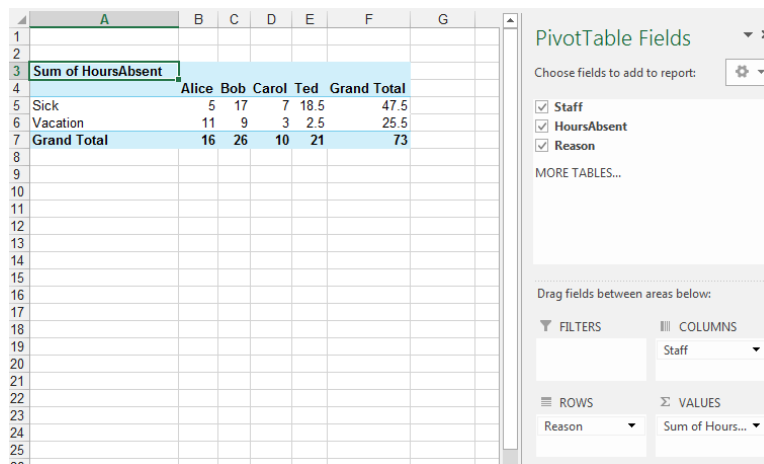 A B C D E F G
1
2
3 Sum of HoursAbsent
4 Alice Bob Carol Ted Grand Total
5 Sick 5 17 7 18.5 47.5
6 Vacation 11 9 3 2.5 25.5
7 Grand Total 16 26 10 21 73
8
9
10
11
12
13
14
15
16
17
18
19
20
21
22
23
24
25
PivotTable Fields
Choose fields to add to report:
Staff
HoursAbsent
Reason
MORE TABLES...
Drag fields between areas below:
FILTERS
COLUMNS
Staff
ROWS
Reason
Σ VALUES
Sum of Hours...